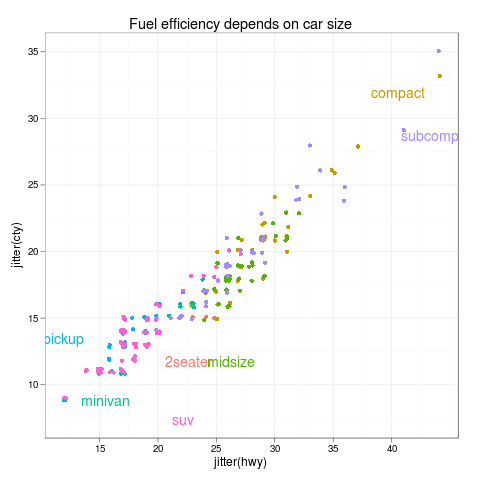 Fuel efficiency depends on car size
35
compact
30
subcomp
25
jitter(cty)
20
15
pickup
2seater
midsize
10
minivan
suv
15 20 25 30 35 40
jitter(hwy)